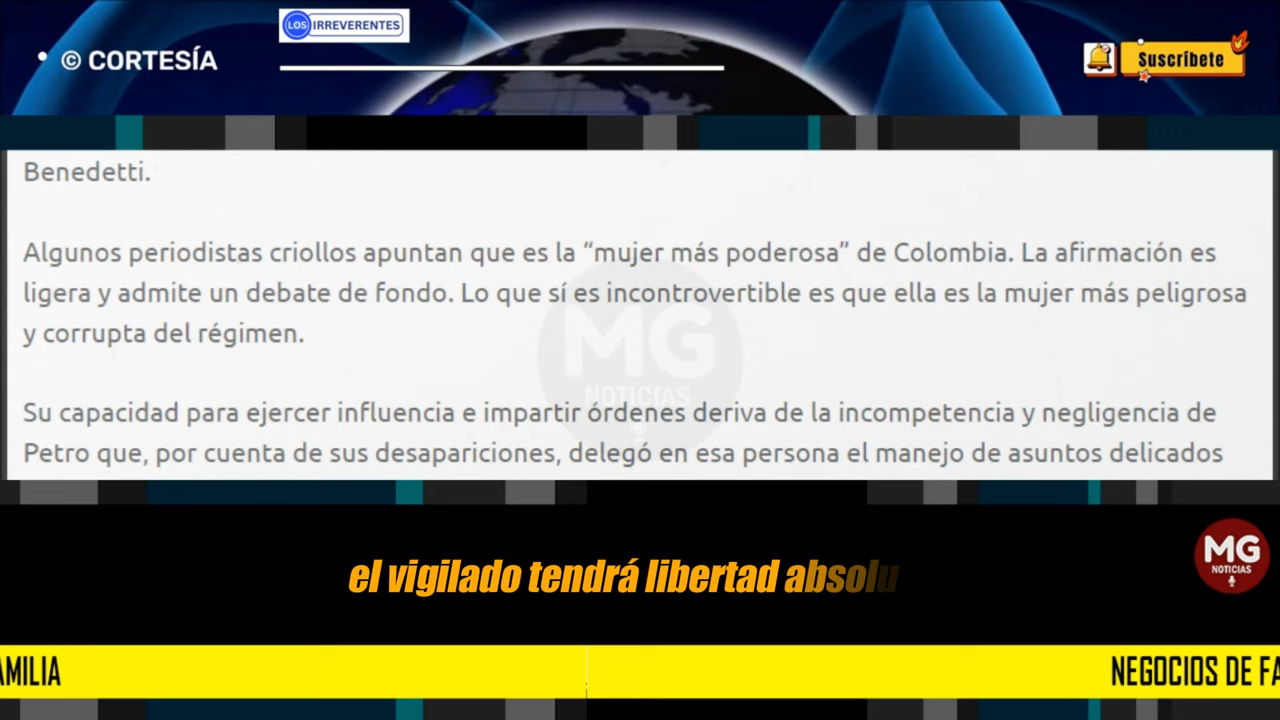 LOS IRREVERENTES
© CORTESÍA
Suscríbete
Benedetti.
Algunos periodistas criollos apuntan que es la “mujer más poderosa” de Colombia. La afirmación es
ligera y admite un debate de fondo. Lo que sí es incontrovertible es que ella es la mujer más peligrosa
y corrupta del régimen.
MG
NOTICIAS
Su capacidad para ejercer influencia e impartir órdenes deriva de la incompetencia y negligencia de
Petro que, por cuenta de sus desapariciones, delegó en esa persona el manejo de asuntos delicados
el vigilado tendrá libertad absolu
MG
NOTICIAS
AMILIA
NEGOCIOS DE FA